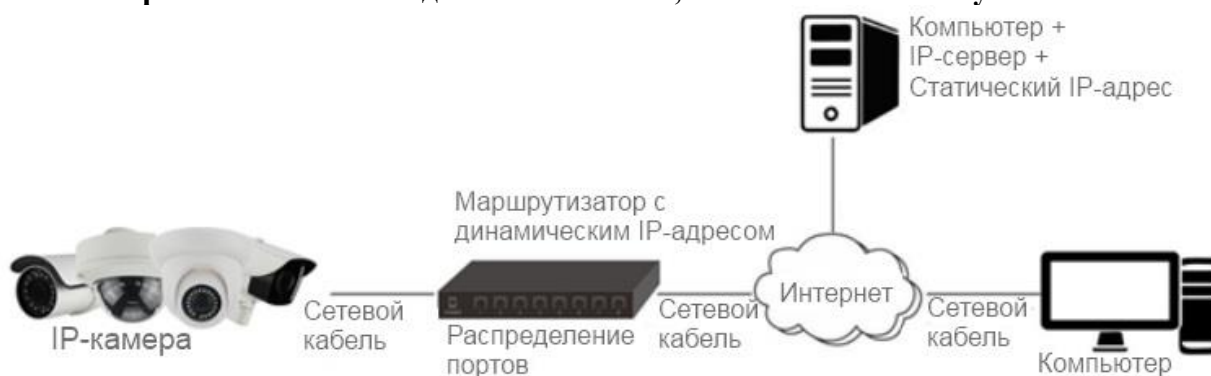 Компьютер +
IP-сервер +
Статический IP-адрес
Маршрутизатор с
динамическим IP-адресом
IP-камера
Сетевой
кабель
Распределение
портов
Сетевой
кабель
Интернет
Сетевой
кабель
Компьютер